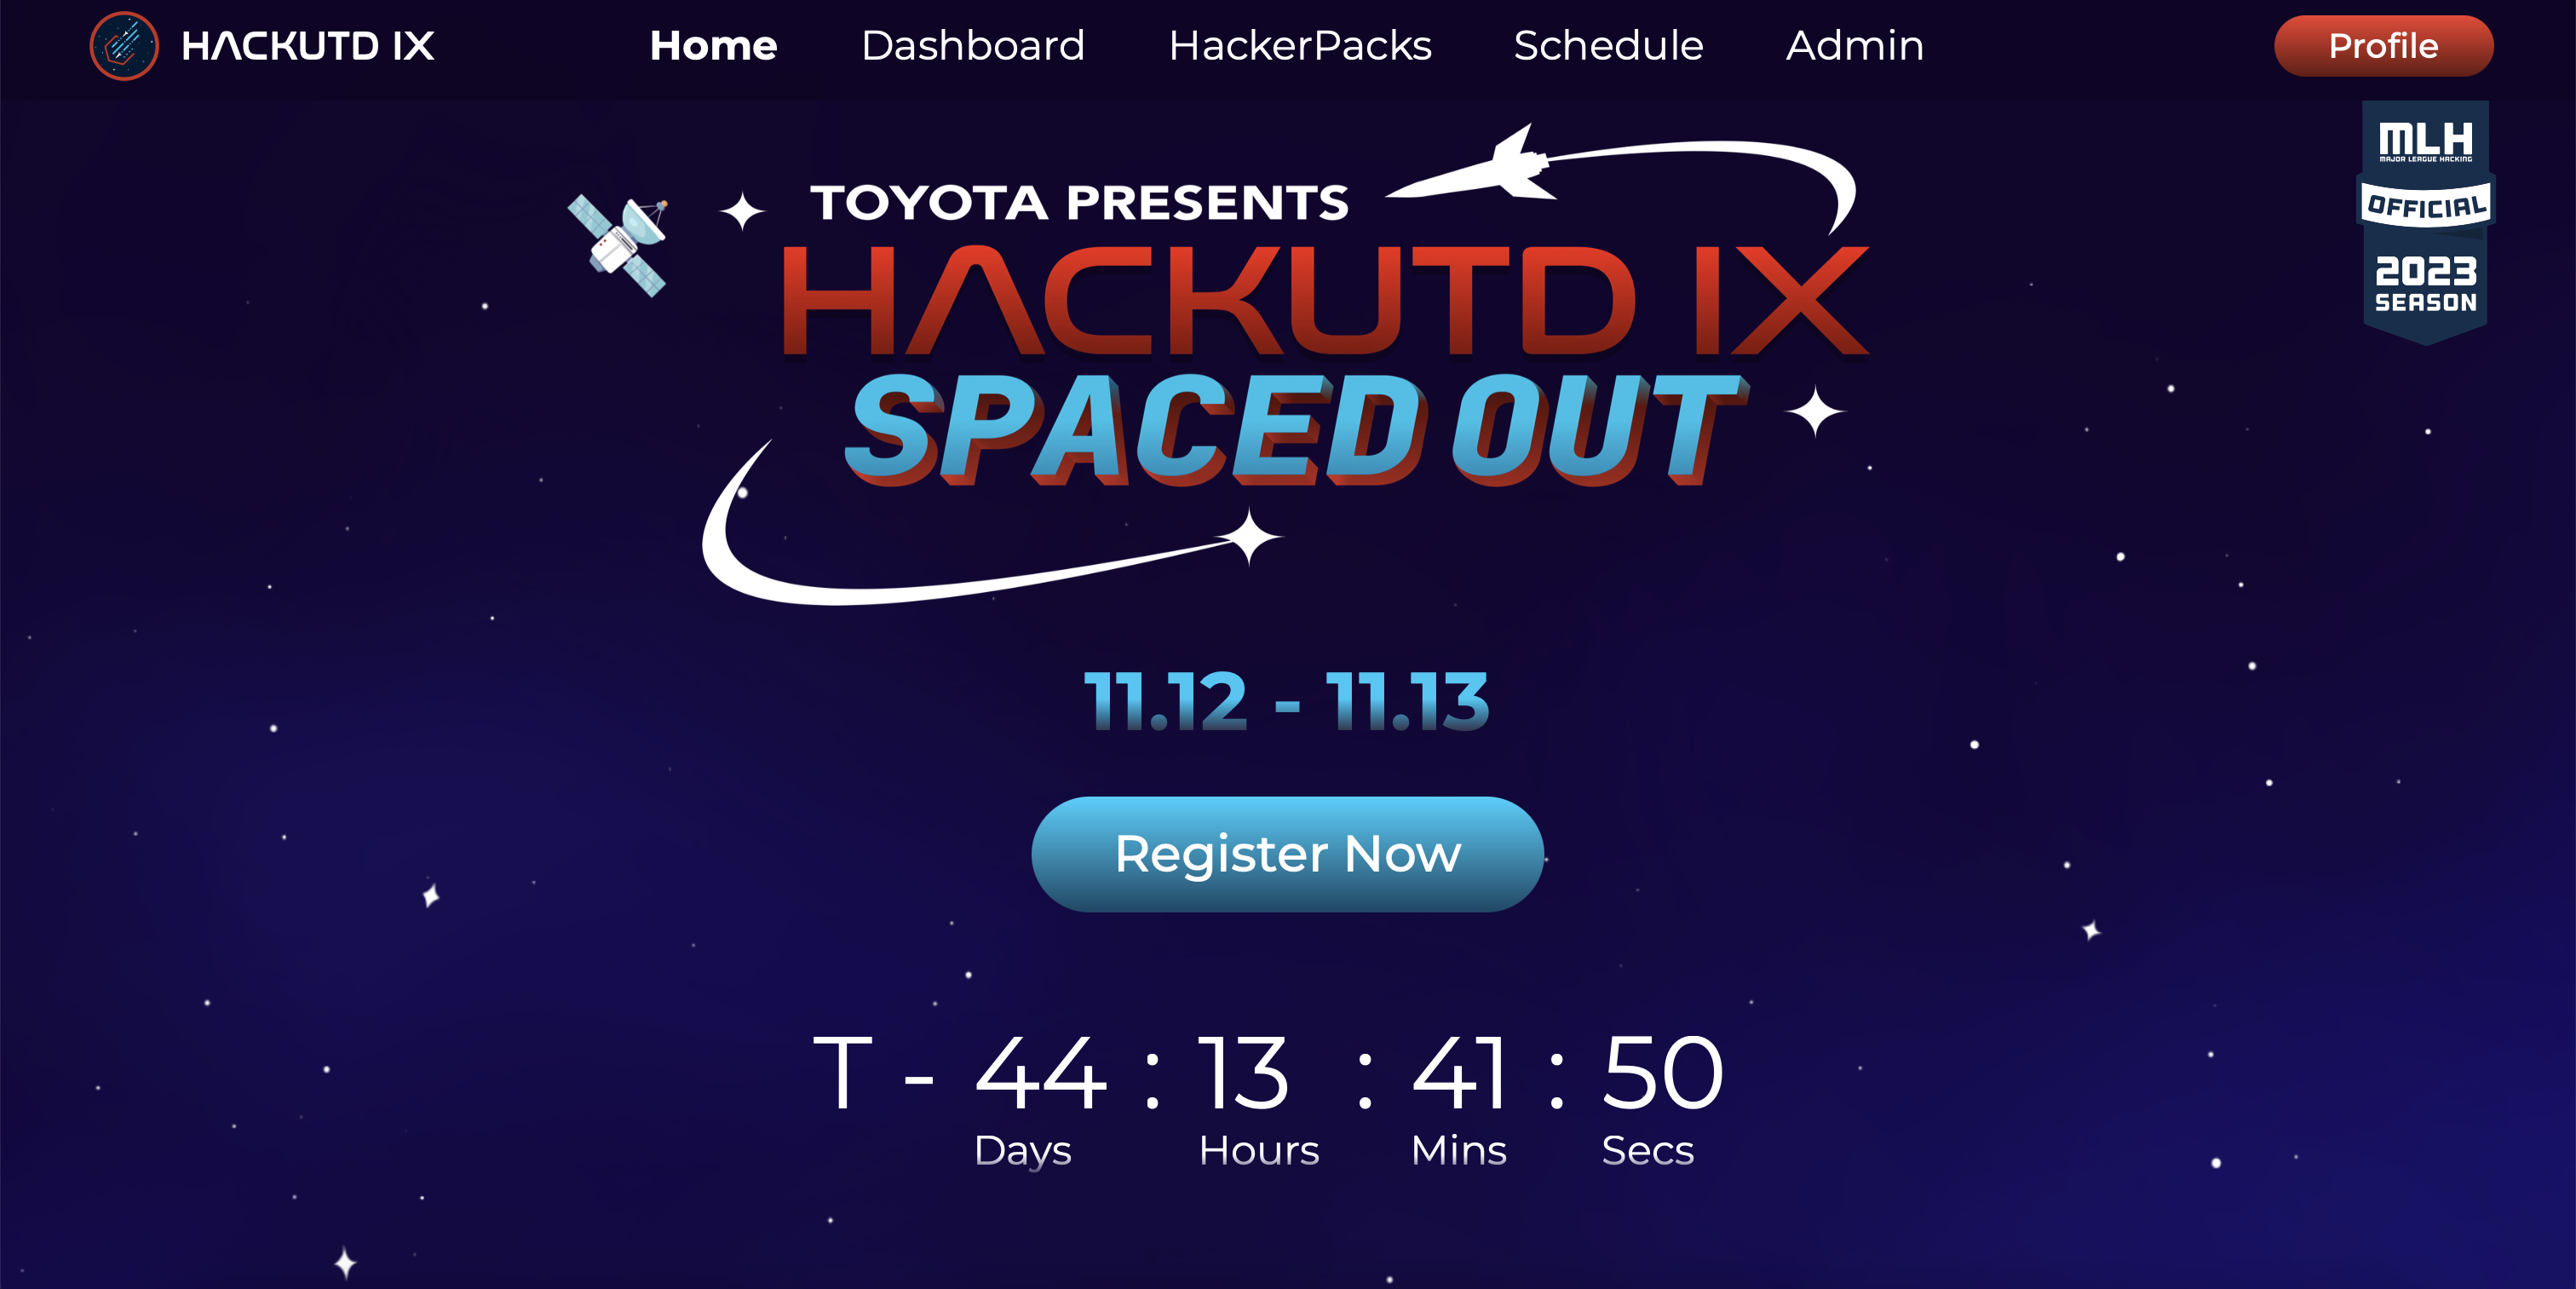 HACKUTD IX
Home Dashboard HackerPacks Schedule Admin
Profile
MLH
MAJOR LEAGUE HACKING
OFFICIAL
2023
SEASON
TOYOTA PRESENTS
HACKUTD IX
SPACED OUT
11.12 - 11.13
Register Now
T - 44 : 13 : 41 : 50
Days Hours Mins Secs